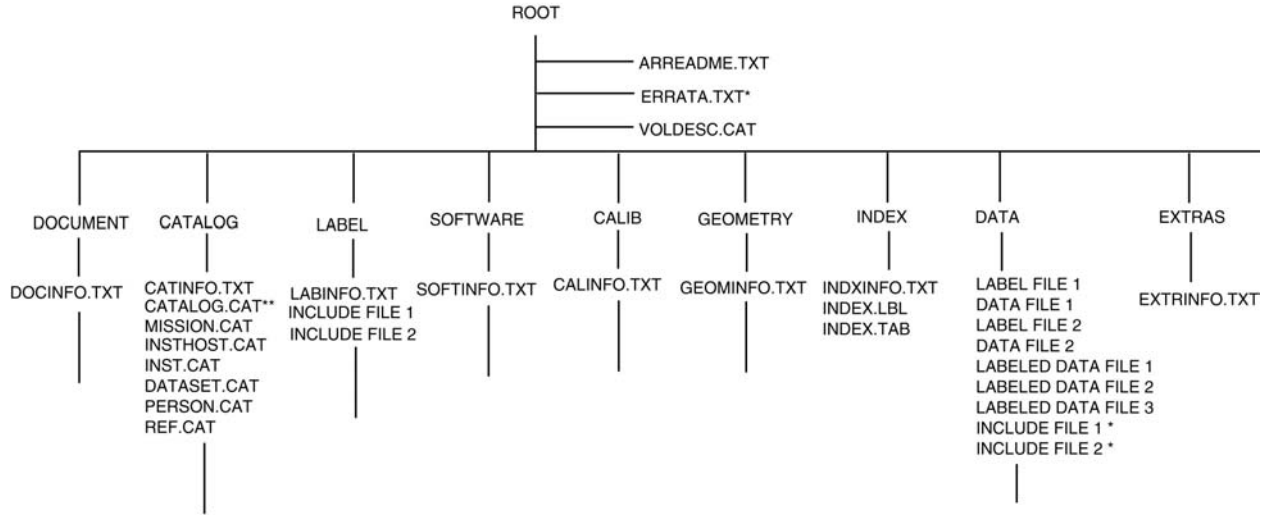 ROOT
ARREADME.TXT
ERRATA.TXT*
VOLDESC.CAT
DOCUMENT
DOCINFO.TXT
CATALOG
CATINFO.TXT
CATALOG.CAT**
MISSION.CAT
INSTHOST.CAT
INST.CAT
DATASET.CAT
PERSON.CAT
REF.CAT
LABEL
LABINFO.TXT
INCLUDE FILE 1
INCLUDE FILE 2
SOFTWARE
SOFTINFO.TXT
CALIB
CALINFO.TXT
GEOMETRY
GEOMINFO.TXT
INDEX
INDXINFO.TXT
INDEX.LBL
INDEX.TAB
DATA
LABEL FILE 1
DATA FILE 1
LABEL FILE 2
DATA FILE 2
LABELED DATA FILE 1
LABELED DATA FILE 2
LABELED DATA FILE 3
INCLUDE FILE 1 *
INCLUDE FILE 2 *
EXTRAS
EXTRINFO.TXT